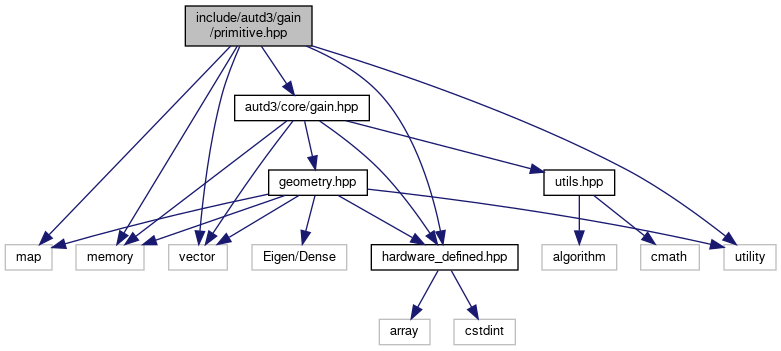 include/autd3/gain
/primitive.hpp
autd3/core/gain.hpp
geometry.hpp
utils.hpp
map
memory
vector
Eigen/Dense
hardware_defined.hpp
algorithm
cmath
utility
array
cstdint